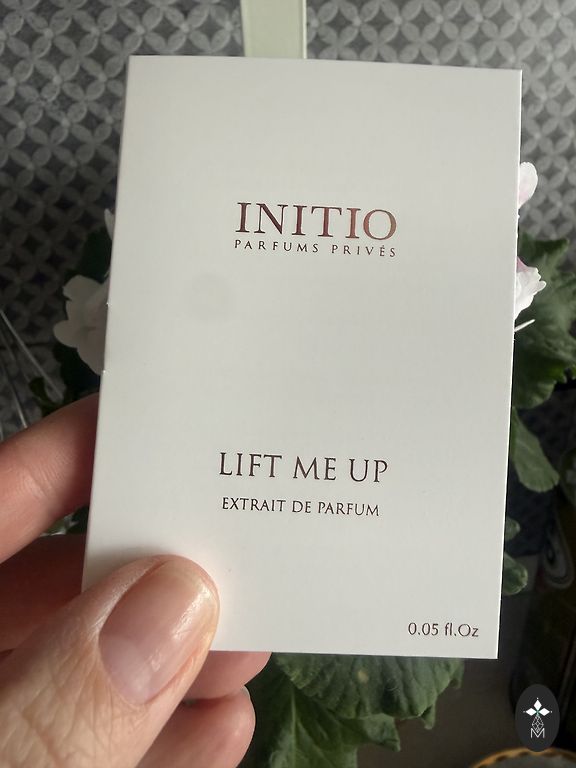 INITIO
PARFUMS PRIVÉS
LIFT ME UP
EXTRAIT DE PARFUM
0.05 fl.Oz
M